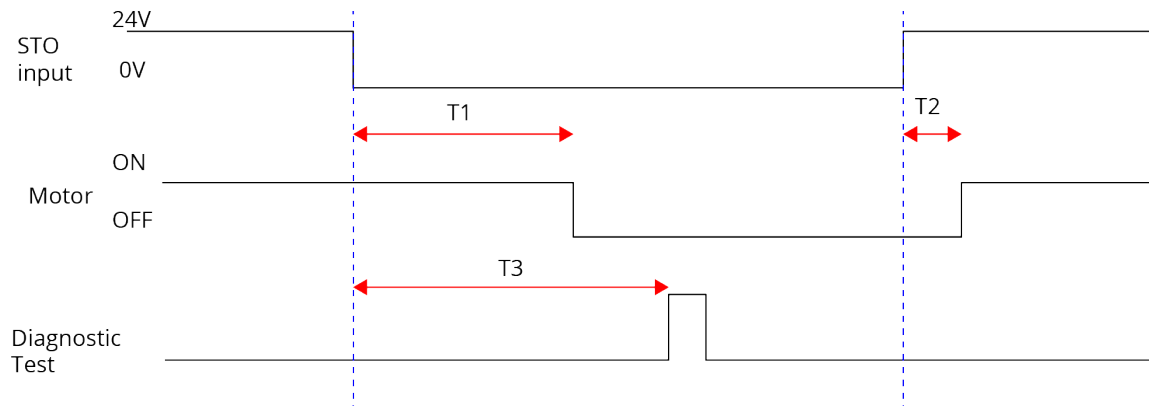 24V
STO
input
0V
T1
T2
ON
Motor
OFF
T3
Diagnostic
Test